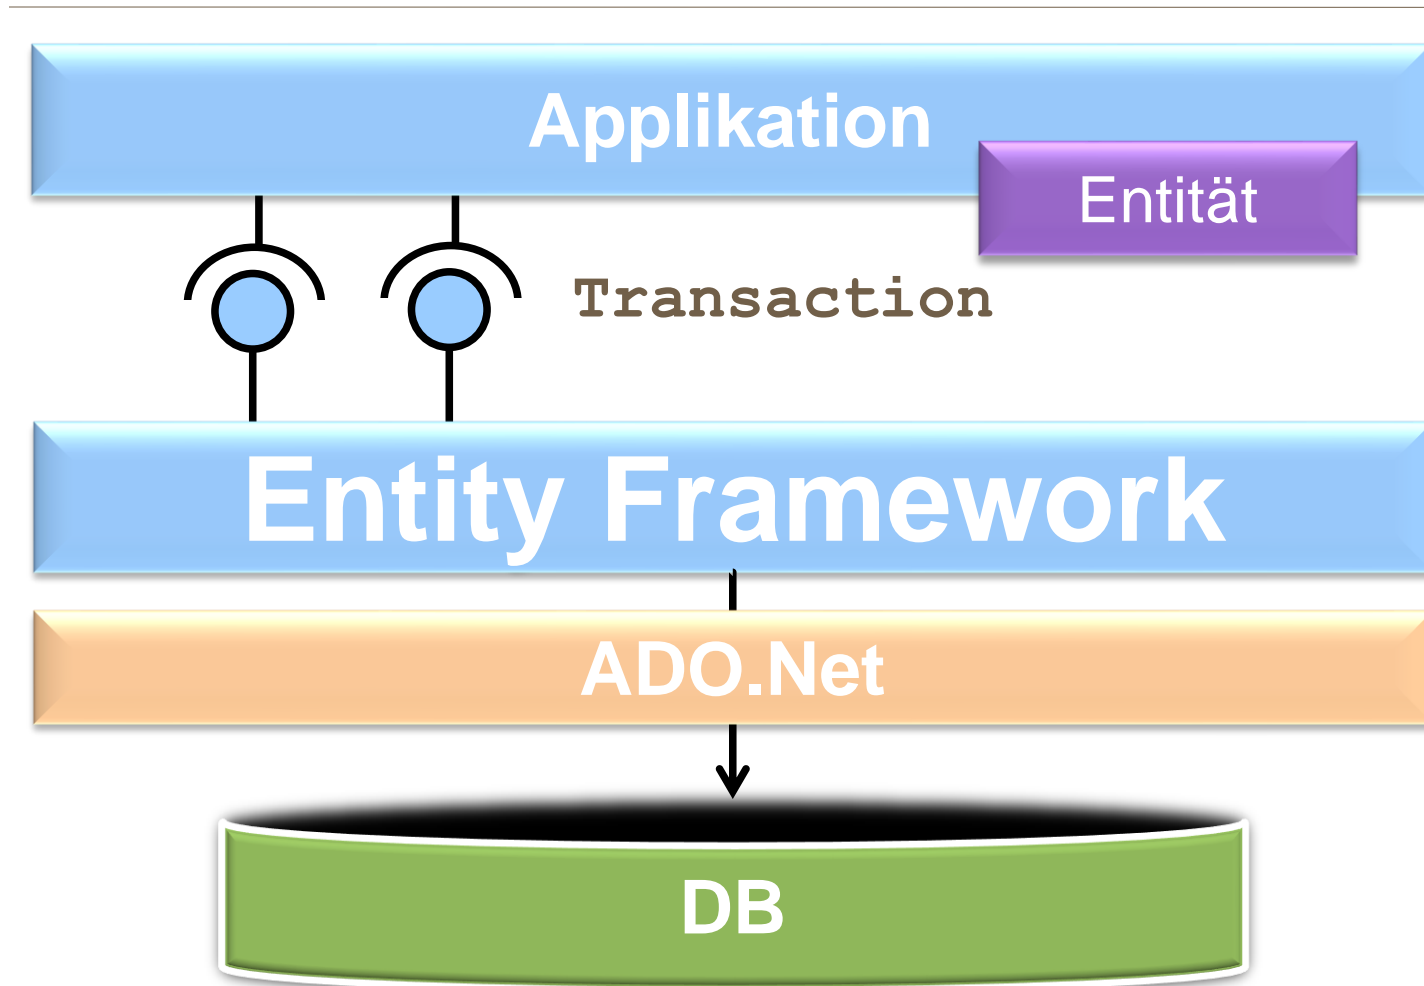 Applikation
Entität
Transaction
Entity Framework
ADO.Net
DB